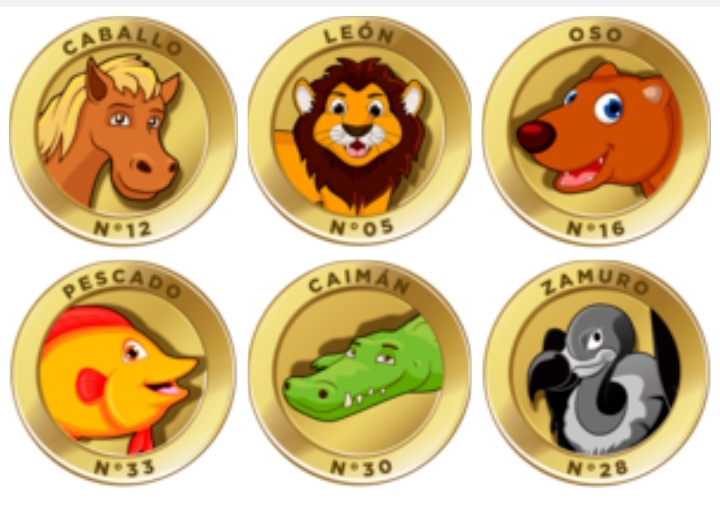 CABALLO
N°12
LEÓN
N°05
OSO
N°16
PESCADO
N°33
CAIMÁN
N°30
ZAMURO
N°28